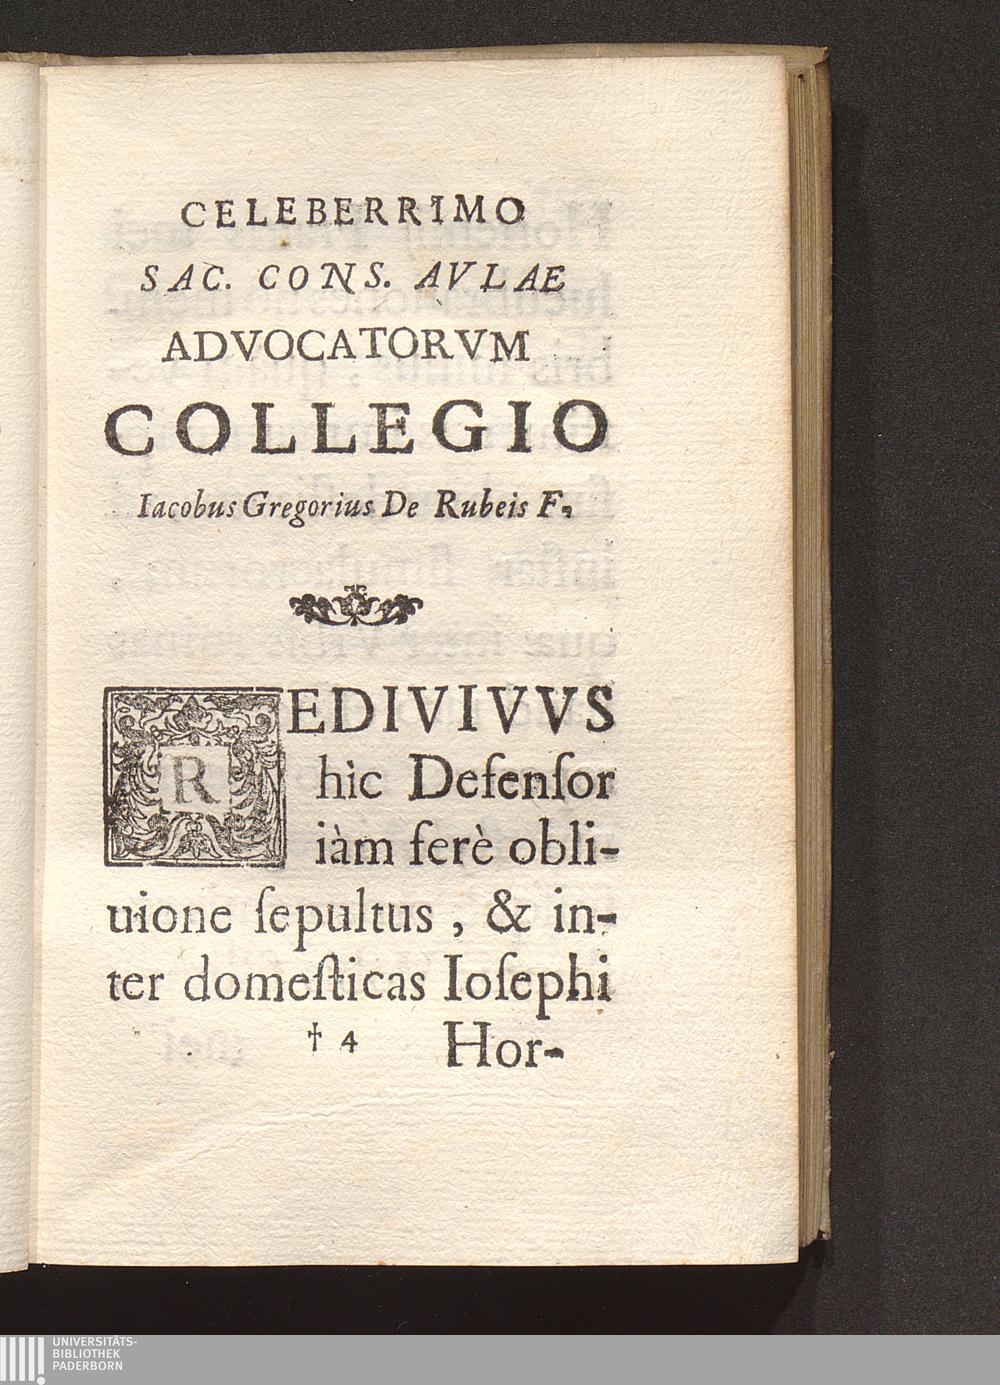 CELEBERRIMO
SAC. CONS. AVLAE
ADVOCATORVM
COLLEGIO
Iacobus Gregorius De Rubeis F,
REDIVIVVS
hìc Defenſor
iàm ferè obli-
uione ſepultus, & in-
ter domeſticas Ioſephi
† 4 Hor-
UNIVERSITÄTS-
BIBLIOTHEK
PADERBORN